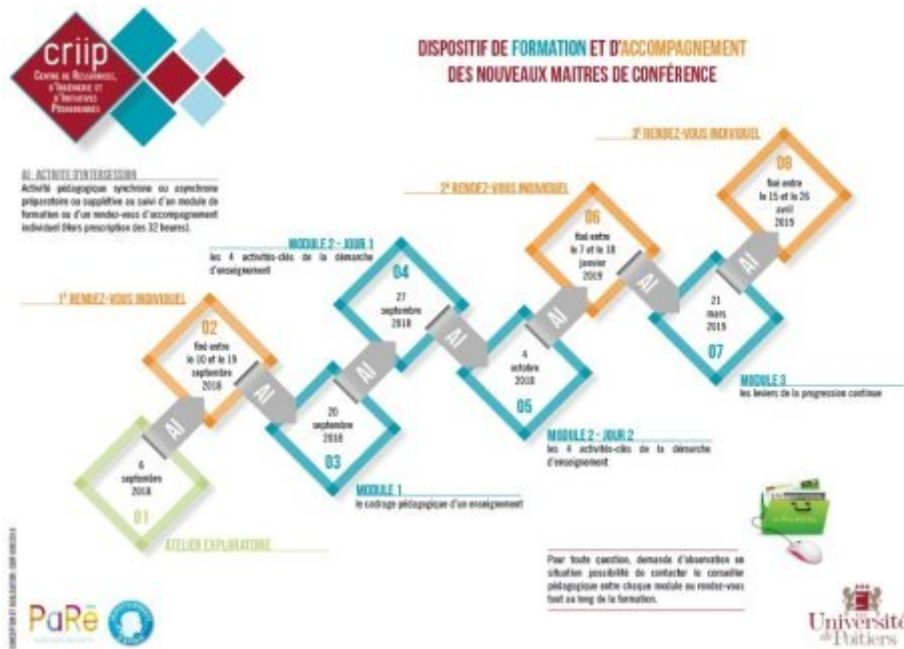 criip
CENTRE DE RESSOURCES,
D'INGÉNIERIE ET
D'INITIATIVES
PÉDAGOGIQUES
DISPOSITIF DE FORMATION ET D'ACCOMPAGNEMENT
DES NOUVEAUX MAITRES DE CONFÉRENCE
AI- ACTIVITÉ D'INTERSESSION
Activité pédagogique synchrone ou asynchrone
préparatoire ou supplétive au suivi d'un module de
formation ou d'un rendez-vous d'accompagnement
individuel (Hors prescription des 32 heures).
6
septembre
2018
01
ATELIER EXPLORATOIRE
AI
1E RENDEZ-VOUS INDIVIDUEL
02
fixé entre
le 10 et le 19
septembre
2018
AI
20
septembre
2018
03
MODULE 1
le cadrage pédagogique d'un enseignement
AI
MODULE 2 - JOUR 1
les 4 activités-clés de la démarche
d'enseignement
04
27
septembre
2018
AI
4
octobre
2018
05
MODULE 2 - JOUR 2
les 4 activités-clés de la démarche
d'enseignement
AI
2E RENDEZ-VOUS INDIVIDUEL
06
fixé entre
le 7 et le 18
janvier
2019
AI
21
mars
2019
07
MODULE 3
les leviers de la progression continue
AI
3E RENDEZ-VOUS INDIVIDUEL
08
fixé entre
le 15 et le 26
avril
2019
Pour toute question, demande d'observation en
situation possibilité de contacter le conseiller
pédagogique entre chaque module ou rendez-vous
tout au long de la formation.
PaRé
Université
de Poitiers